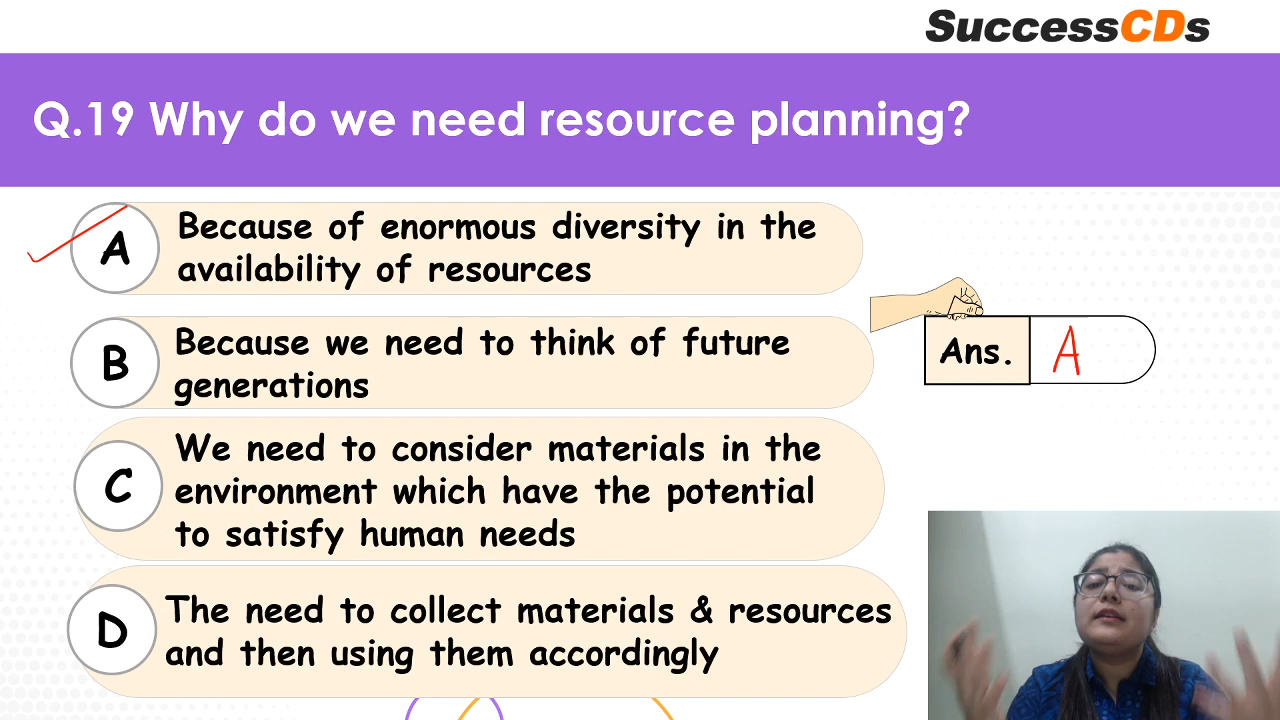 SuccessCDs
Q.19 Why do we need resource planning?
A
Because of enormous diversity in the
availability of resources
B
Because we need to think of future
generations
Ans. A
C
We need to consider materials in the
environment which have the potential
to satisfy human needs
D
The need to collect materials & resources
and then using them accordingly